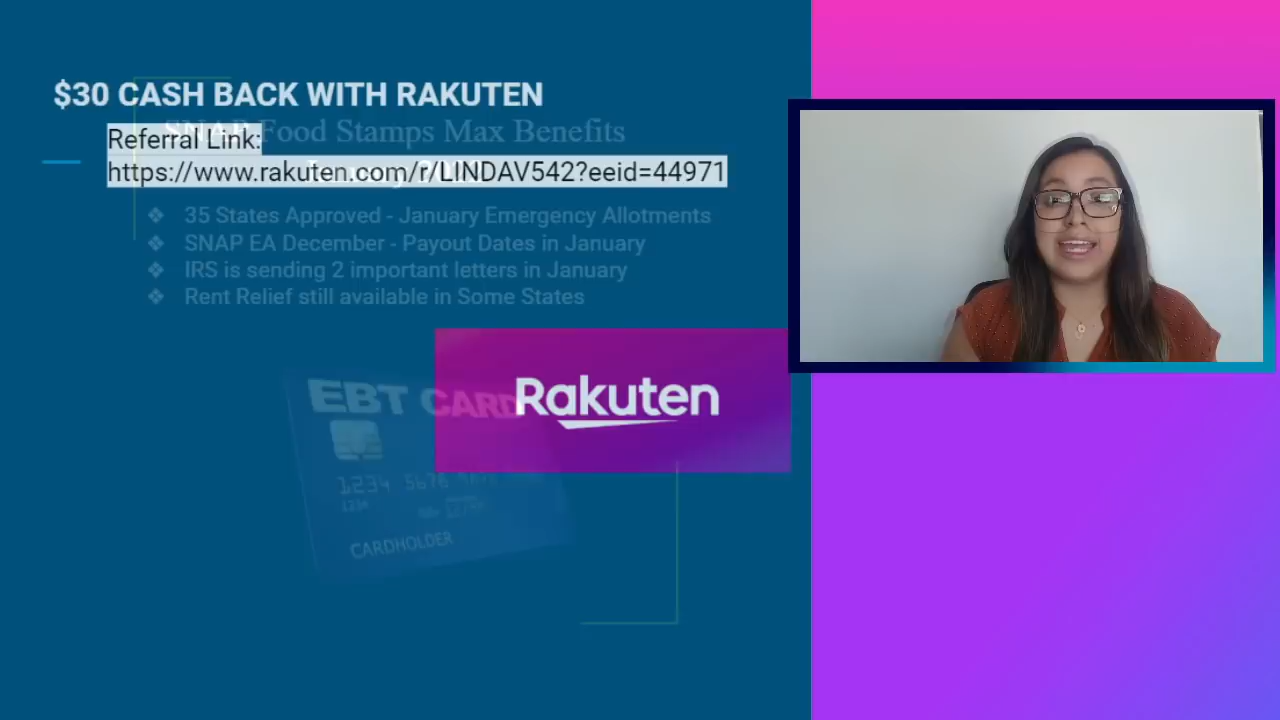 $30 CASH BACK WITH RAKUTEN
SNAP Food Stamps Max Benefits
Referral Link:
https://www.rakuten.com/r/LINDAV542?eeid=44971
❖ 35 States Approved - January Emergency Allotments
❖ SNAP EA December - Payout Dates in January
❖ IRS is sending 2 important letters in January
❖ Rent Relief still available in Some States
Rakuten
EBT CARD
1234 5678
1234
CARDHOLDER